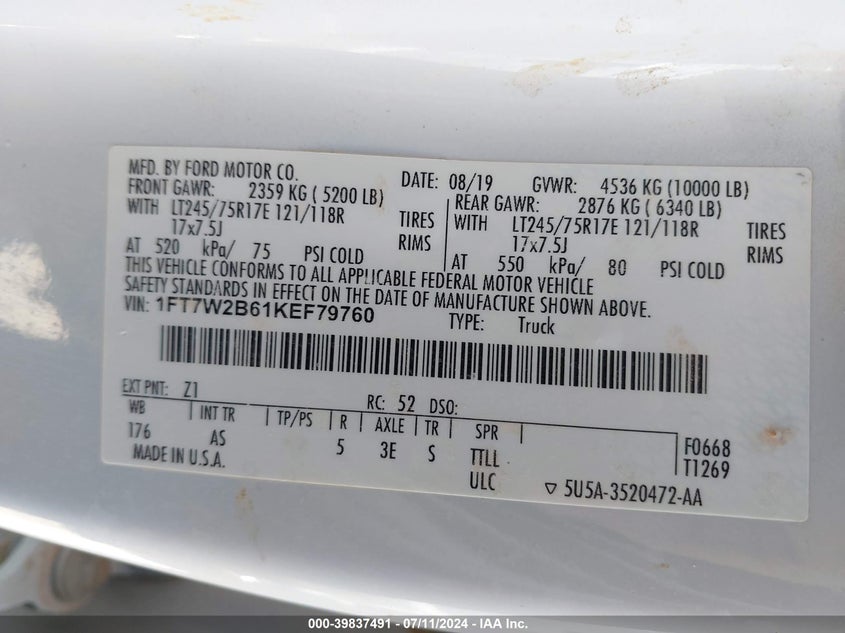 MFD. BY FORD MOTOR CO. DATE: 08/19 GVWR: 4536 KG (10000 LB)
FRONT GAWR: 2359 KG ( 5200 LB) REAR GAWR: 2876 KG ( 6340 LB)
WITH LT245/75R17E 121/118R TIRES WITH LT245/75R17E 121/118R TIRES
17x7.5J RIMS 17x7.5J RIMS
AT 520 kPa/ 75 PSI COLD AT 550 kPa/ 80 PSI COLD
THIS VEHICLE CONFORMS TO ALL APPLICABLE FEDERAL MOTOR VEHICLE
SAFETY STANDARDS IN EFFECT ON THE DATE OF MANUFACTURE SHOWN ABOVE.
VIN: 1FT7W2B61KEF79760 TYPE: Truck
EXT PNT: Z1 RC: 52 DSO:
WB INT TR TP/PS R AXLE TR SPR
176 AS 5 3E S TTLL F0668
ULC T1269
MADE IN U.S.A. ▽ 5U5A-3520472-AA
000-39837491 - 07/11/2024 - IAA Inc.